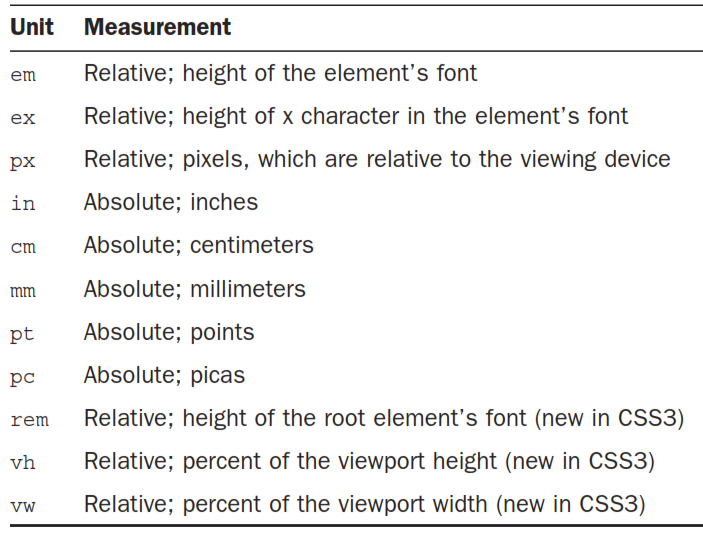 Unit Measurement
em Relative; height of the element’s font
ex Relative; height of x character in the element’s font
px Relative; pixels, which are relative to the viewing device
in Absolute; inches
cm Absolute; centimeters
mm Absolute; millimeters
pt Absolute; points
pc Absolute; picas
rem Relative; height of the root element’s font (new in CSS3)
vh Relative; percent of the viewport height (new in CSS3)
vw Relative; percent of the viewport width (new in CSS3)